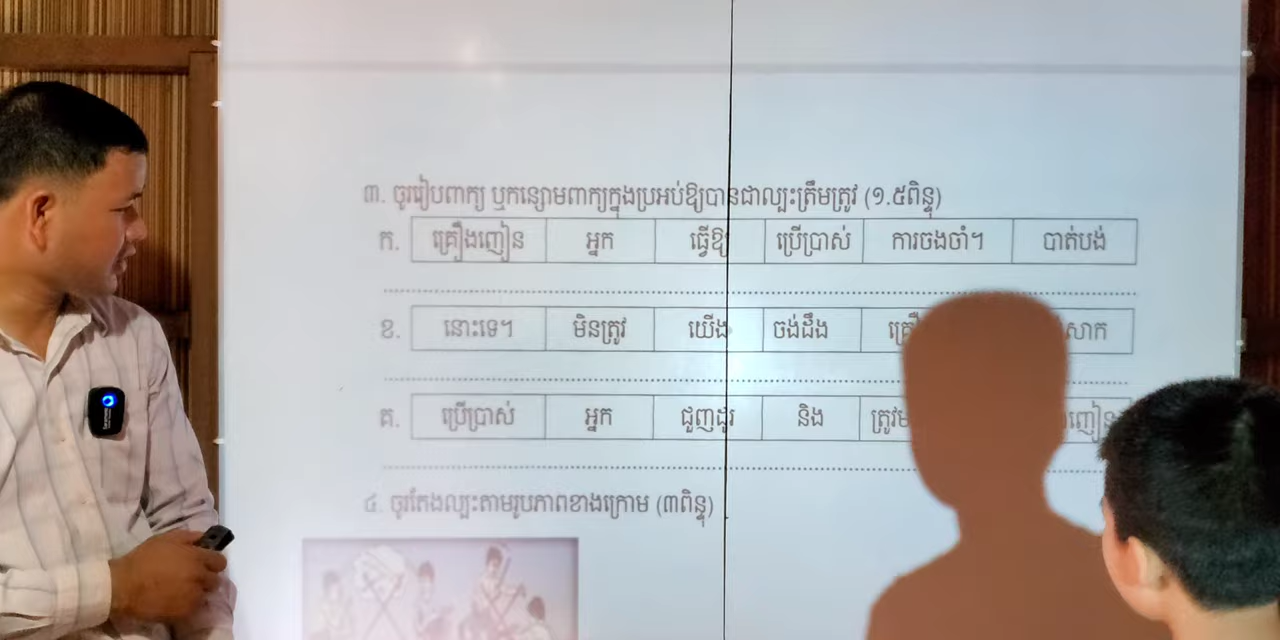 ៣. ចូររៀបពាក្យ ឬកន្សោមពាក្យក្នុងប្រអប់ឱ្យបានជាល្បះត្រឹមត្រូវ (១.៥ពិន្ទុ)
ក. គ្រឿងញៀន អ្នក ធ្វើឱ្យ ប្រើប្រាស់ ការចងចាំ។ បាត់បង់
ខ. នោះទេ។ មិនត្រូវ យើង ចង់ដឹង
គ. ប្រើប្រាស់ អ្នក ជួញដូរ និង
៤. ចូរតែងល្បះតាមរូបភាពខាងក្រោម (៣ពិន្ទុ)